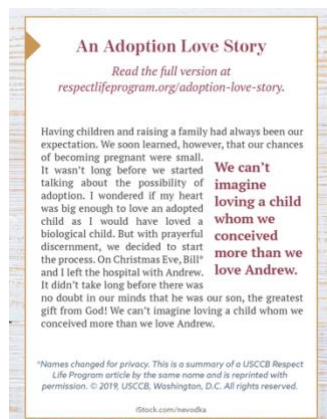 An Adoption Love Story
Read the full version at
respectlifeprogram.org/adoption-love-story.
Having children and raising a family had always been our
expectation. We soon learned, however, that our chances
of becoming pregnant were small.
It wasn't long before we started
talking about the possibility of
adoption. I wondered if my heart
was big enough to love an adopted
child as I would have loved a
biological child. But with prayerful
discernment, we decided to start
the process. On Christmas Eve, Bill*
and I left the hospital with Andrew.
It didn't take long before there was
We can't
imagine
loving a child
whom we
conceived
more than we
love Andrew.
no doubt in our minds that he was our son, the greatest
gift from God! We can't imagine loving a child whom we
conceived more than we love Andrew.
*Names changed for privacy. This is a summary of a USCCB Respect
Life Program article by the same name and is reprinted with
permission. © 2019, USCCB, Washington, D.C. All rights reserved.
iStock.com/nevodka